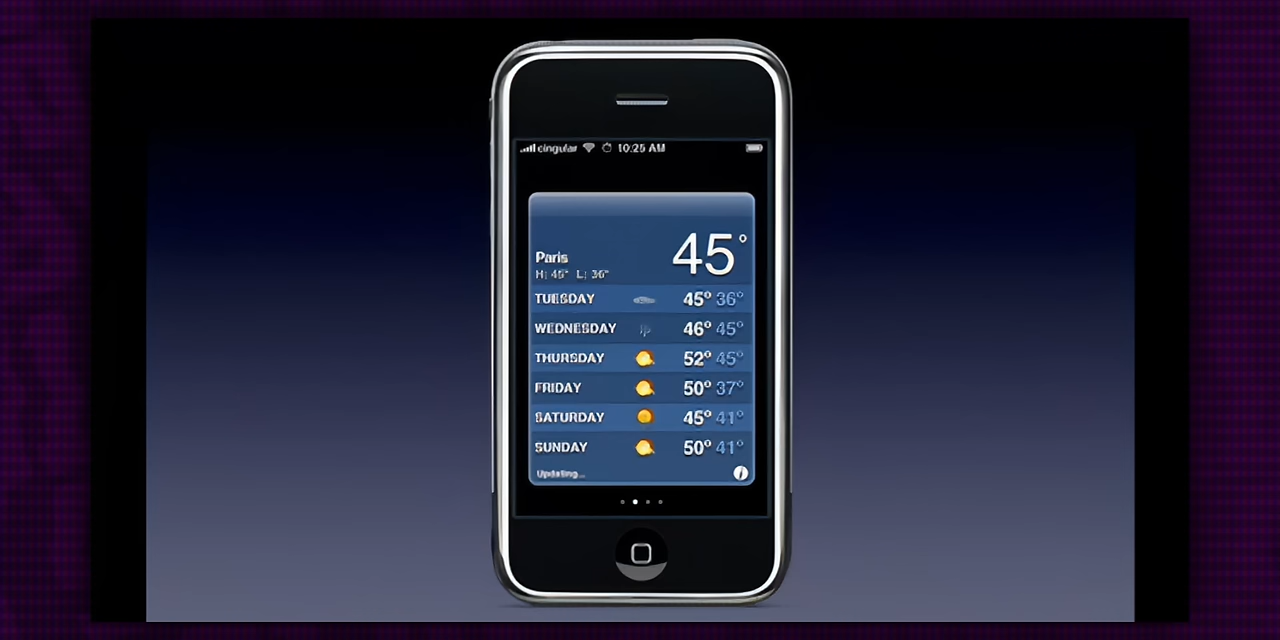 cingular 10:25 AM
45°
Paris
H: 45° L: 36°
TUESDAY 45° 36°
WEDNESDAY 46° 45°
THURSDAY 52° 45°
FRIDAY 50° 37°
SATURDAY 45° 41°
SUNDAY 50° 41°
Updating...